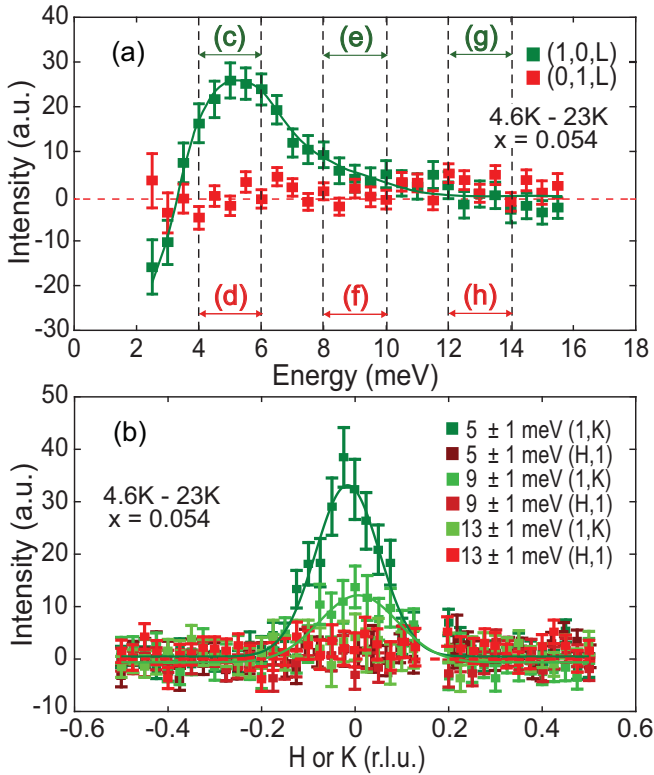 40
(a)
(c)
(e)
(g)
(1,0,L)
(0,1,L)
30
20
10
0
-10
-20
-30
4.6K - 23K
x = 0.054
(d)
(f)
(h)
Intensity (a.u.)
0 2 4 6 8 10 12 14 16 18
Energy (meV)
50
40
30
20
10
0
-10
(b)
4.6K - 23K
x = 0.054
5 ± 1 meV (1,K)
5 ± 1 meV (H,1)
9 ± 1 meV (1,K)
9 ± 1 meV (H,1)
13 ± 1 meV (1,K)
13 ± 1 meV (H,1)
Intensity (a.u.)
-0.6 -0.4 -0.2 0 0.2 0.4 0.6
H or K (r.l.u.)